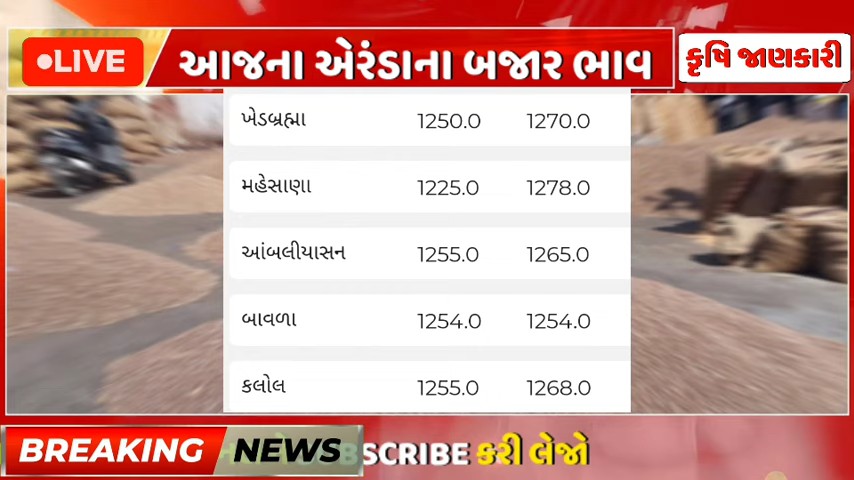 LIVE
આજના એરંડાના બજાર ભાવ
કૃષિ જાણકારી
ખેડબ્રહ્મા 1250.0 1270.0
મહેસાણા 1225.0 1278.0
આંબલીયાસન 1255.0 1265.0
બાવળા 1254.0 1254.0
કલોલ 1255.0 1268.0
BREAKING NEWS
BSCRIBE કરી લેજો